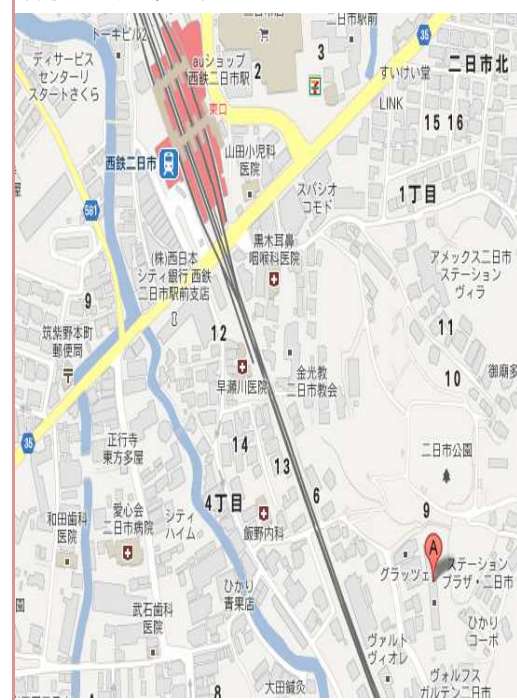 トーキビル2
二日市駅前
ディサービス
センターリ
スタートさくら
auショップ
西鉄二日市駅
2
3
35
すいけい堂
二日市北
LINK
東口
15
16
西鉄二日市
山田小児科
医院
スパシオ
コモド
1丁目
581
黒木耳鼻
咽喉科医院
(株)西日本
シティ銀行 西鉄
二日市駅前支店
アメックス二日市
ステーション
ヴィラ
9
筑紫野本町
郵便局
12
11
早瀬川医院
金光教
二日市教会
10
御廟多
35
正行寺
東方多屋
14
13
二日市公園
4丁目
6
9
和田歯科
医院
愛心会
二日市病院
シティ
ハイム
飯野内科
A
グラッツェ
ステーション
プラザ・二日市
園
武石歯科
医院
ひかり
青果店
ひかり
コーポ
ヴァルト
ヴィオレ
8
大田鍼灸
ヴォルフス
ガルテン二日市